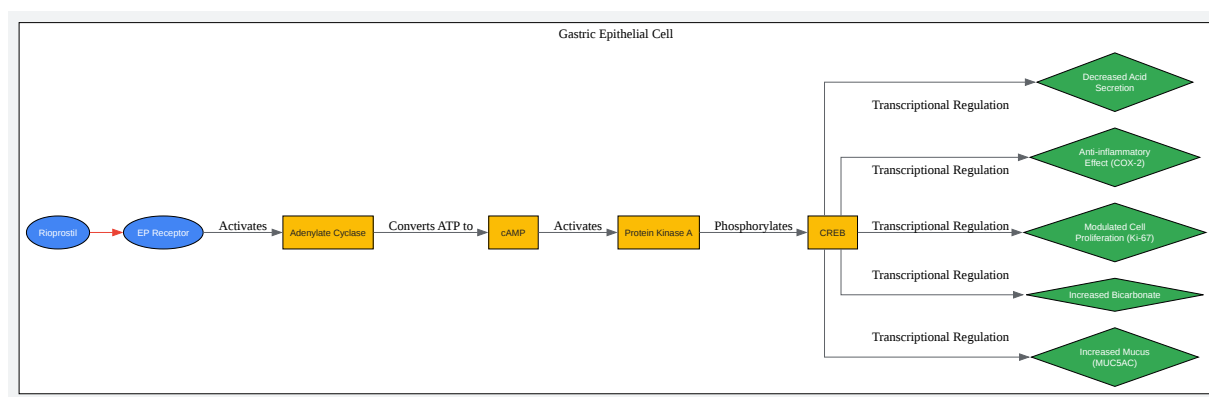 Gastric Epithelial Cell
Decreased Acid
Secretion
Transcriptional Regulation
Anti-inflammatory
Effect (COX-2)
Transcriptional Regulation
Rioprostil
EP Receptor
Activates
Adenylate Cyclase
Converts ATP to
cAMP
Activates
Protein Kinase A
Phosphorylates
CREB
Transcriptional Regulation
Modulated Cell
Proliferation (Ki-67)
Transcriptional Regulation
Increased Bicarbonate
Transcriptional Regulation
Increased Mucus
(MUC5AC)